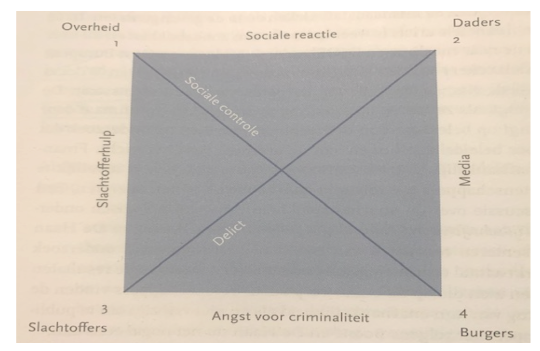 Overheid
1
Sociale reactie
Daders
2
Sociale controle
Slachtofferhulp
Media
Delict
3
Slachtoffers
Angst voor criminaliteit
4
Burgers